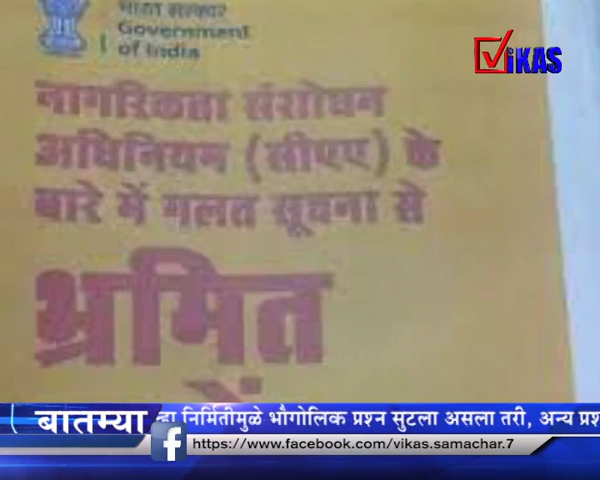 भारत सरकार
Government
of India
ViKAS
नागरिकता संशोधन
अधिनियम (सीएए) के
बारे में गलत सूचना से
भ्रमित
बातम्या
निर्मितीमुळे भौगोलिक प्रश्न सुटला असला तरी, अन्य
https://www.facebook.com/vikas.samachar.7